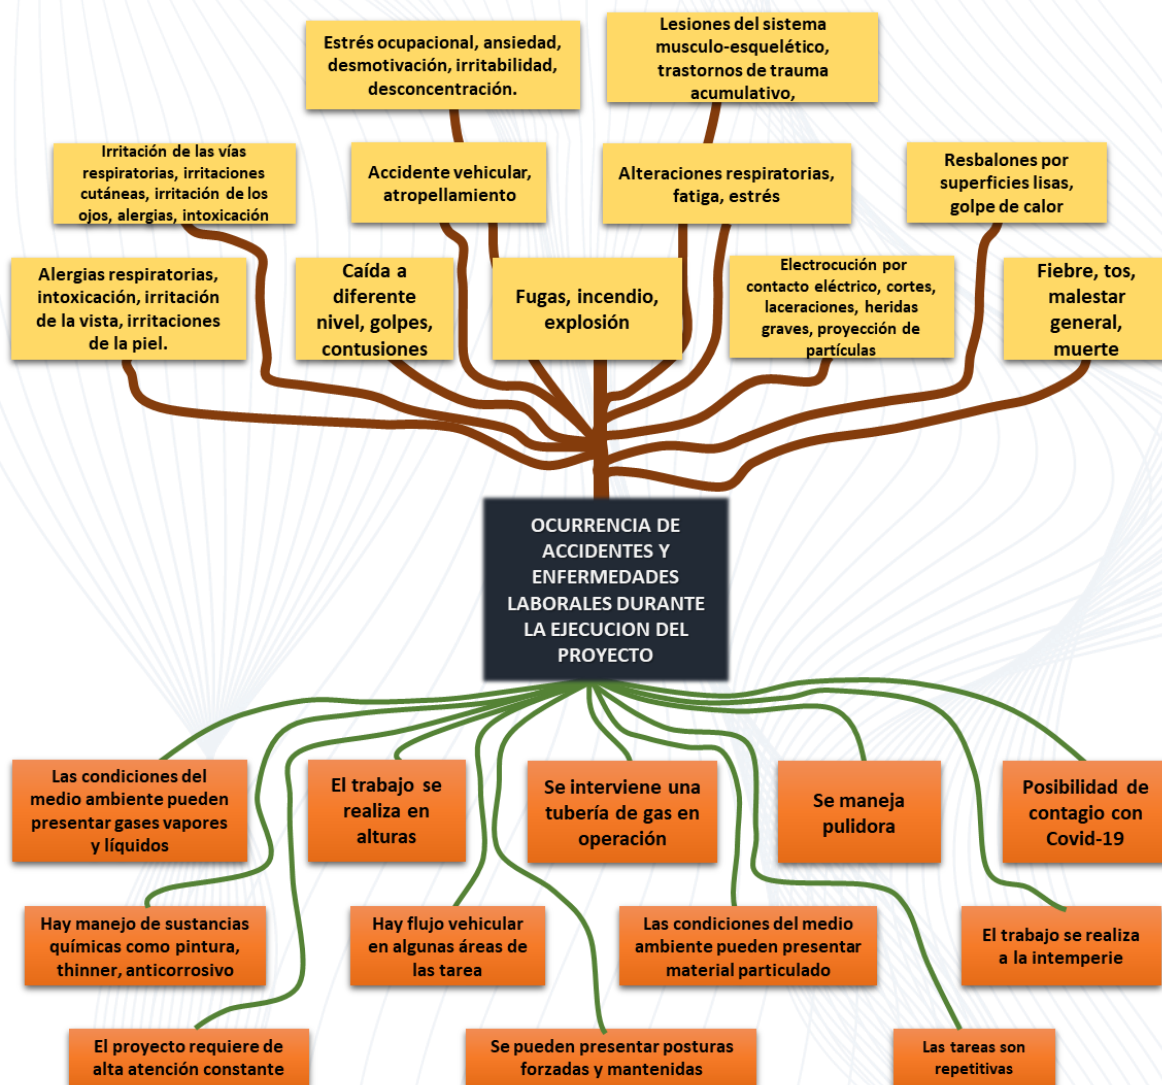 Estrés ocupacional, ansiedad,
desmotivación, irritabilidad,
desconcentración.
Lesiones del sistema
musculo-esquelético,
trastornos de trauma
acumulativo,
Irritación de las vías
respiratorias, irritaciones
cutáneas, irritación de los
ojos, alergias, intoxicación
Accidente vehicular,
atropellamiento
Alteraciones respiratorias,
fatiga, estrés
Resbalones por
superficies lisas,
golpe de calor
Alergias respiratorias,
intoxicación, irritación
de la vista, irritaciones
de la piel.
Caída a
diferente
nivel, golpes,
contusiones
Fugas, incendio,
explosión
Electrocución por
contacto eléctrico, cortes,
laceraciones, heridas
graves, proyección de
partículas
Fiebre, tos,
malestar
general,
muerte
OCURRENCIA DE
ACCIDENTES Y
ENFERMEDADES
LABORALES DURANTE
LA EJECUCION DEL
PROYECTO
Las condiciones del
medio ambiente pueden
presentar gases vapores
y líquidos
El trabajo se
realiza en
alturas
Se interviene una
tubería de gas en
operación
Se maneja
pulidora
Posibilidad de
contagio con
Covid-19
Hay manejo de sustancias
químicas como pintura,
thinner, anticorrosivo
Hay flujo vehicular
en algunas áreas de
las tarea
Las condiciones del medio
ambiente pueden presentar
material particulado
El trabajo se realiza
a la intemperie
El proyecto requiere de
alta atención constante
Se pueden presentar posturas
forzadas y mantenidas
Las tareas son
repetitivas